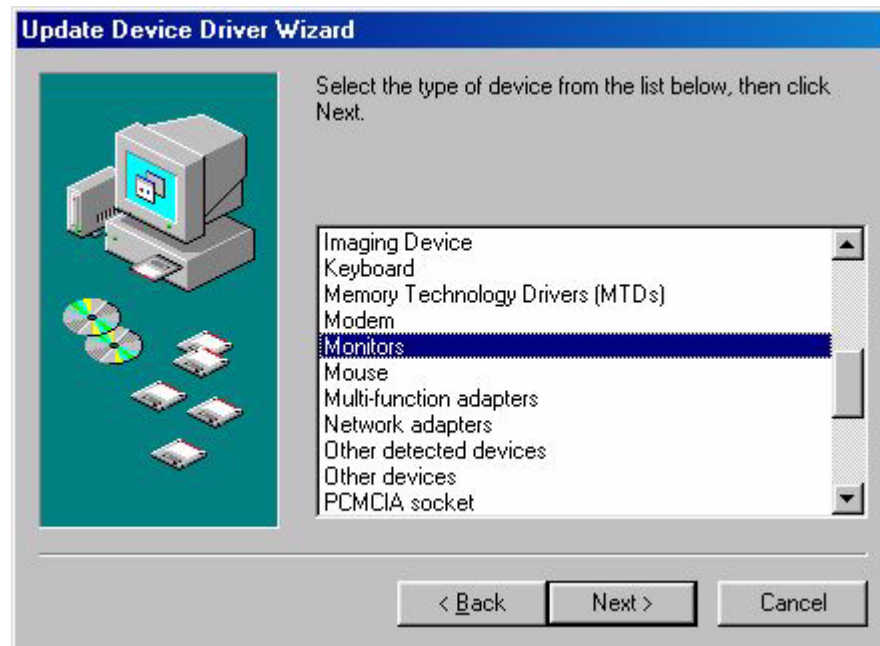 Update Device Driver Wizard
Select the type of device from the list below, then click
Next.
Imaging Device
Keyboard
Memory Technology Drivers (MTDs)
Modem
Monitors
Mouse
Multi-function adapters
Network adapters
Other detected devices
Other devices
PCMCIA socket
< Back
Next >
Cancel